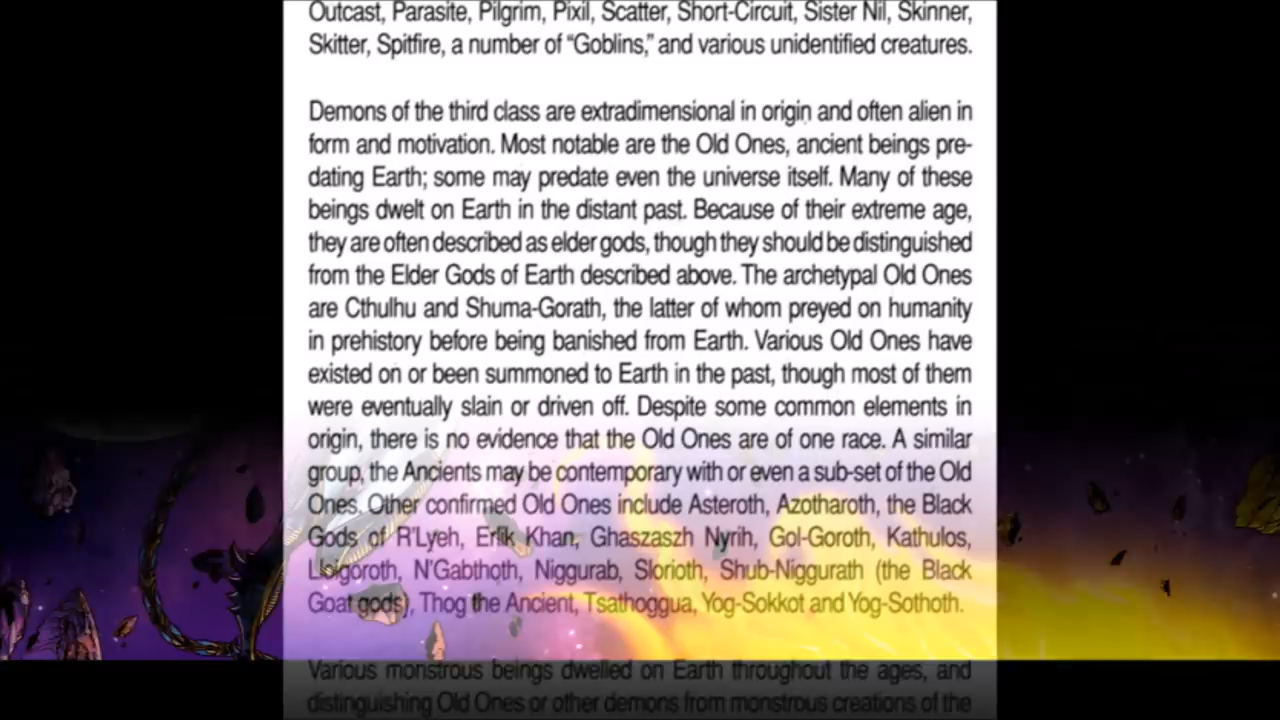 Outcast, Parasite, Pilgrim, Pixil, Scatter, Short-Circuit, Sister Nil, Skinner,
Skitter, Spitfire, a number of “Goblins,” and various unidentified creatures.
Demons of the third class are extradimensional in origin and often alien in
form and motivation. Most notable are the Old Ones, ancient beings pre-
dating Earth; some may predate even the universe itself. Many of these
beings dwelt on Earth in the distant past. Because of their extreme age,
they are often described as elder gods, though they should be distinguished
from the Elder Gods of Earth described above. The archetypal Old Ones
are Cthulhu and Shuma-Gorath, the latter of whom preyed on humanity
in prehistory before being banished from Earth. Various Old Ones have
existed on or been summoned to Earth in the past, though most of them
were eventually slain or driven off. Despite some common elements in
origin, there is no evidence that the Old Ones are of one race. A similar
group, the Ancients may be contemporary with or even a sub-set of the Old
Ones. Other confirmed Old Ones include Asteroth, Azotharoth, the Black
Gods of R’Lyeh, Erlik Khan, Ghaszaszh Nyrih, Gol-Goroth, Kathulos,
N’Gabthoth, Niggurab, Slorioth, Shub-Niggurath (the Black
Goat gods), Thog the Ancient, Tsathoggua, Yog-Sokkot and Yog-Sothoth.
Various monstrous beings dwelled on Earth throughout the ages, and
distinguishing Old Ones or other demons from monstrous creations of the